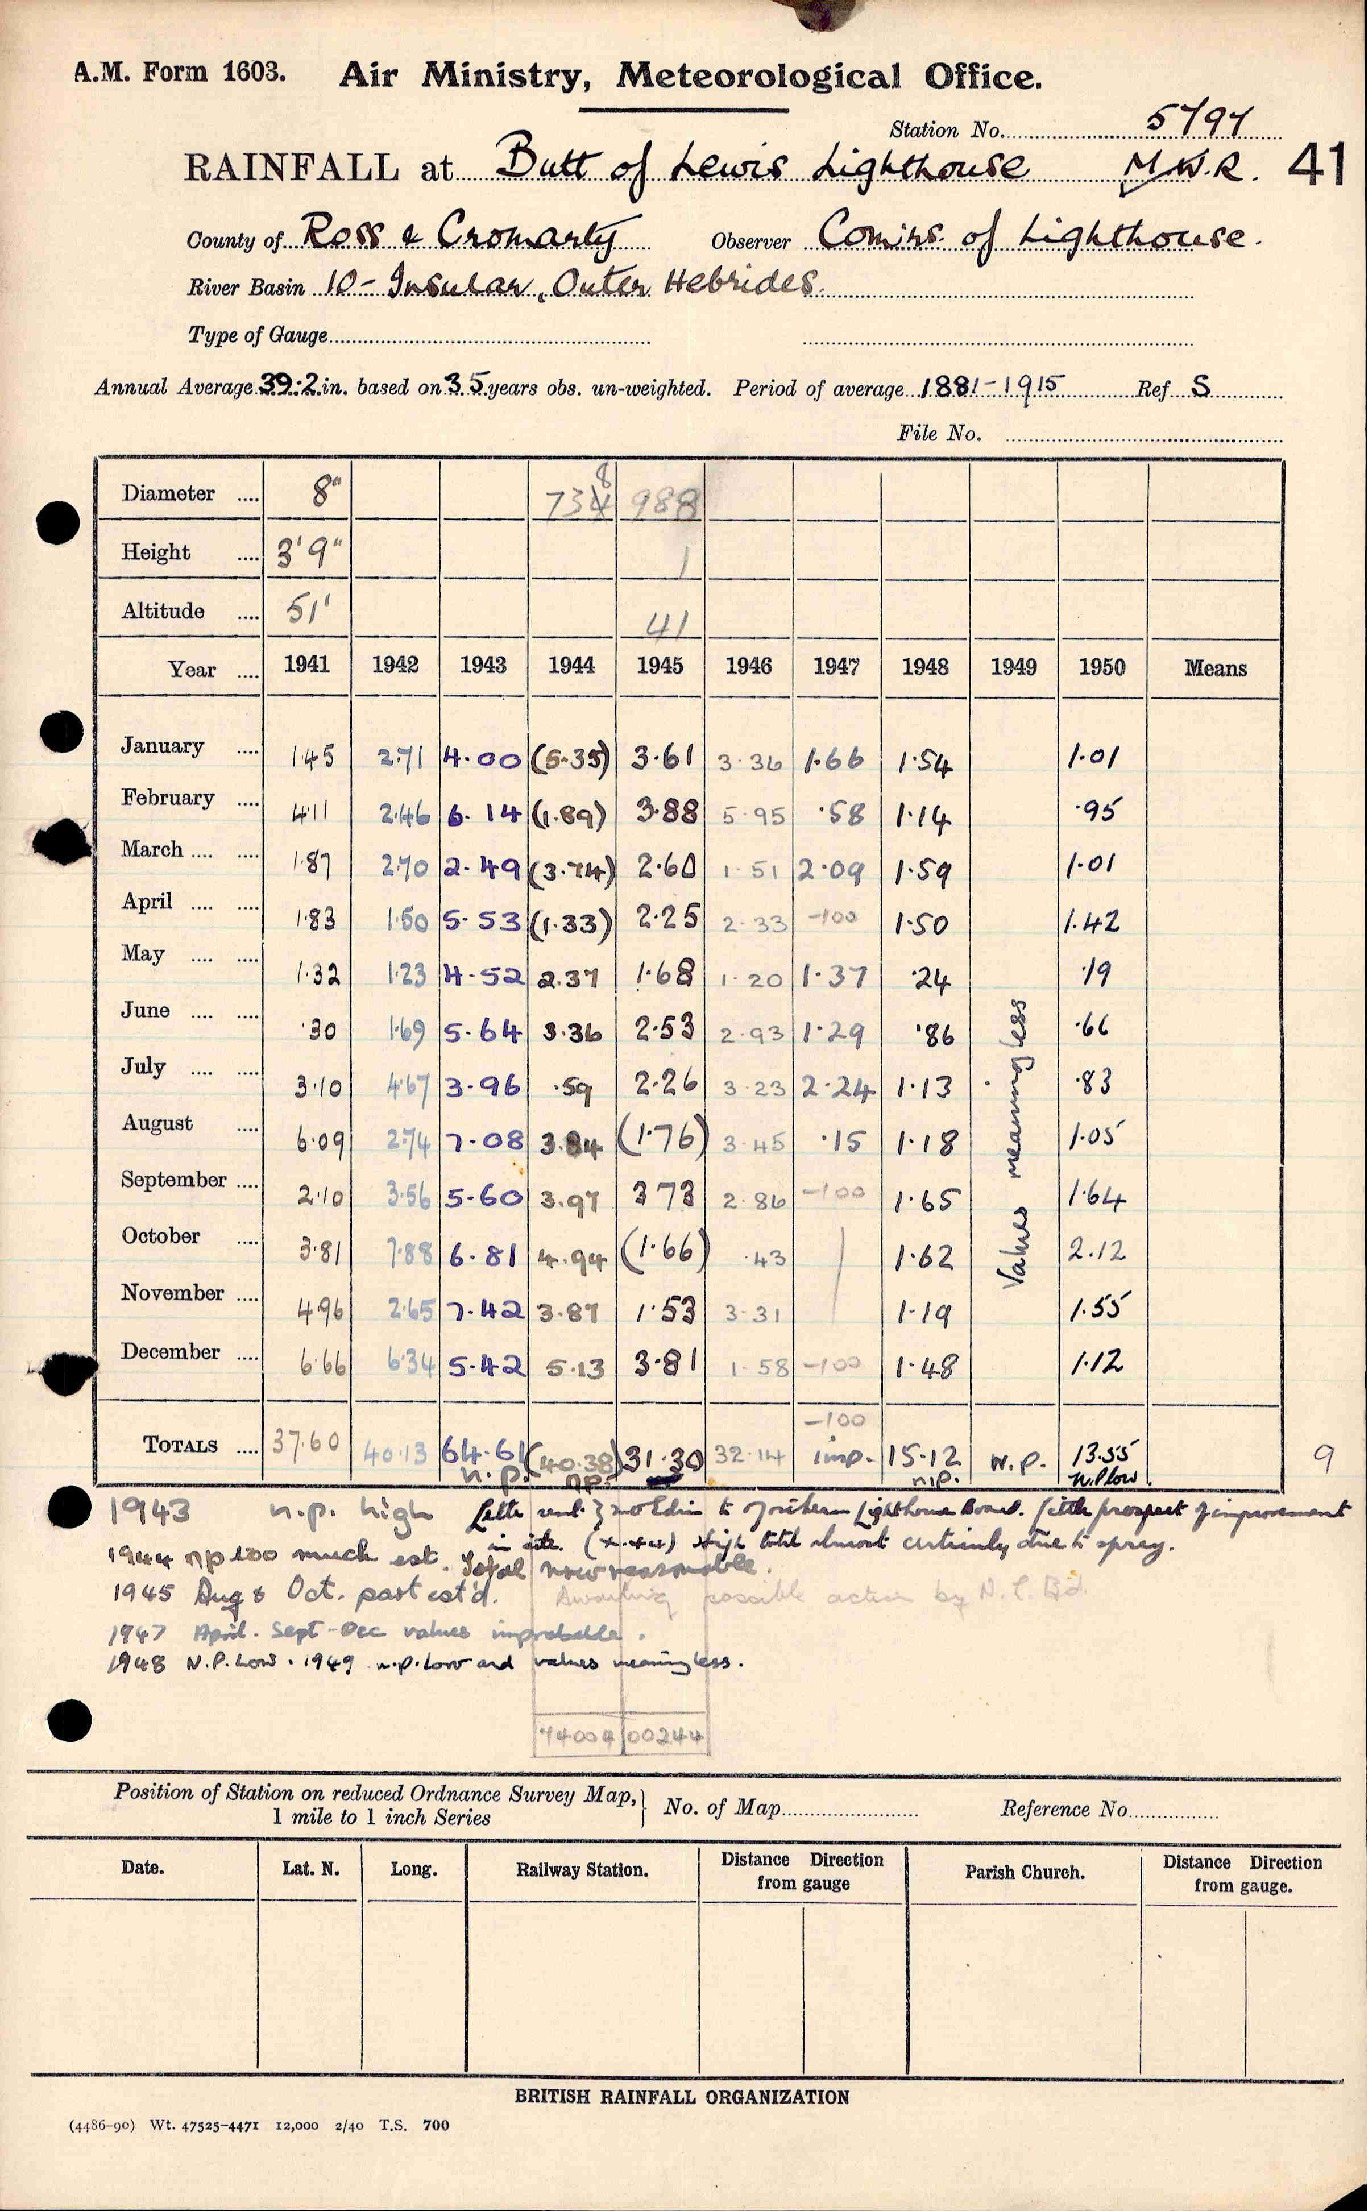 A.M. Form 1603. Air Ministry, Meteorological Office.
Station No. 5797
RAINFALL at Butt of Lewis Lighthouse M.W.R. 41
County of Ross & Cromarty Observer Comirs. of Lighthouse.
River Basin 10 - Insular, Outer Hebrides.
Type of Gauge
Annual Average 39.2 in. based on 35 years obs. un-weighted. Period of average 1881-1915 Ref S
File No.
Diameter .... 8" 988
Height .... 3' 9" 1
Altitude .... 51' 41
Year .... 1941 1942 1943 1944 1945 1946 1947 1948 1949 1950 Means
January .... 1.45 2.71 4.00 (5.35) 3.61 3.36 1.66 1.54 1.01
February .... 4.11 2.46 6.14 (1.89) 3.88 5.95 .58 1.14 .95
March .... .... 1.87 2.70 2.49 (3.74) 2.60 1.51 2.09 1.59 1.01
April .... .... 1.83 1.50 5.53 (1.33) 2.25 2.33 -100 1.50 1.42
May .... .... 1.32 1.23 4.52 2.37 1.68 1.20 1.37 .24 .19
June .... .... .30 1.69 5.64 3.36 2.53 2.93 1.29 .86 .66
July .... .... 3.10 4.67 3.96 .59 2.26 3.23 2.24 1.13 .83
August .... 6.09 2.74 7.08 3.84 (1.76) 3.45 .15 1.18 1.05
September .... 2.10 3.56 5.60 3.97 3.73 2.86 -100 1.65 1.64
October .... 3.81 7.88 6.81 4.94 (1.66) .43 1.62 2.12
November .... 4.96 2.65 7.42 3.87 1.53 3.31 1.19 1.55
December .... 6.66 6.34 5.42 5.13 3.81 1.58 -100 1.48 1.12
Values meaningless
-100
TOTALS .... 37.60 40.13 64.61 (40.38) 31.30 32.14 imp. 15.12 N.P. 13.55 9
n.p. n.p. n.p. N.P. low
1943 n.p. high Letter sent to Northern Lighthouse Board. Little prospect of improvement
in site. High total almost certainly due to spray.
1944 np too much est. Total now reasonable.
1945 Aug & Oct. part est'd. Awaiting possible action by N.L. Bd.
1947 April. Sept-Dec values improbable.
1948 N.P. Low. 1949 n.p. low and values meaningless.
94004 00244
Position of Station on reduced Ordnance Survey Map, 1 mile to 1 inch Series } No. of Map Reference No.
Date. Lat. N. Long. Railway Station. Distance Direction from gauge Parish Church. Distance Direction from gauge.
BRITISH RAINFALL ORGANIZATION
(4486-90) Wt. 47525-4471 12,000 2/40 T.S. 700